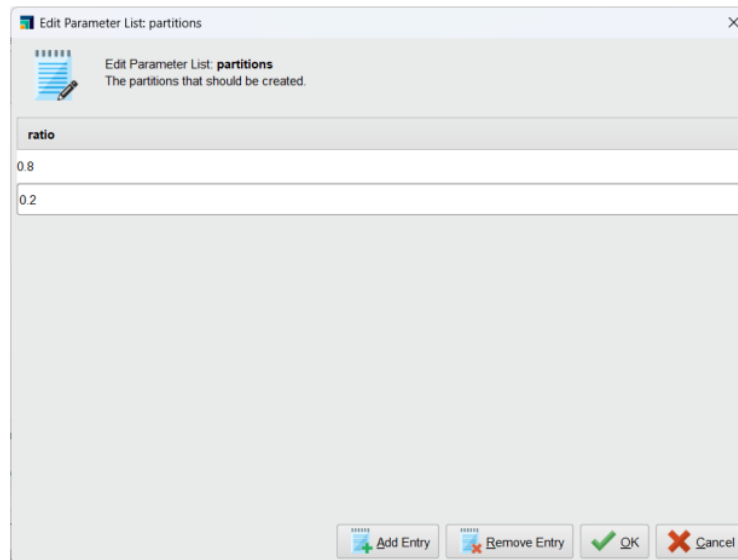 Edit Parameter List: partitions
Edit Parameter List: partitions
The partitions that should be created.
ratio
0.8
0.2
Add Entry Remove Entry OK Cancel